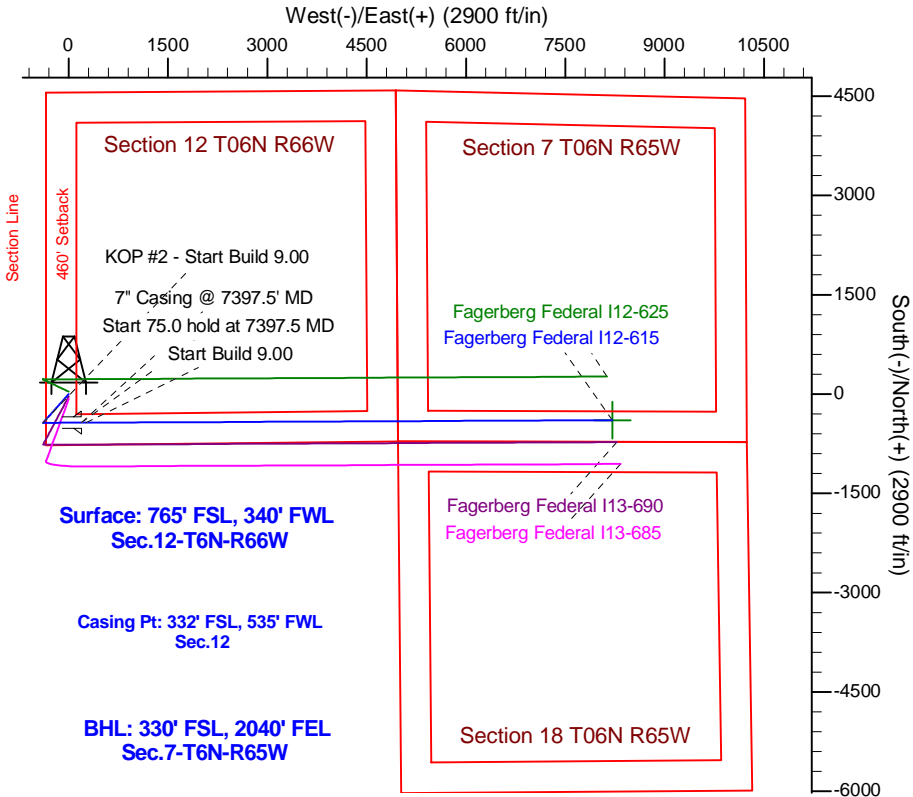 West(-)/East(+) (2900 ft/in)
0 1500 3000 4500 6000 7500 9000 10500
4500
3000
1500
0
-1500
-3000
-4500
-6000
South(-)/North(+) (2900 ft/in)
Section Line
460' Setback
Section 12 T06N R66W
Section 7 T06N R65W
KOP #2 - Start Build 9.00
7" Casing @ 7397.5' MD
Start 75.0 hold at 7397.5 MD
Start Build 9.00
Fagerberg Federal I12-625
Fagerberg Federal I12-615
Fagerberg Federal I13-690
Fagerberg Federal I13-685
Surface: 765' FSL, 340' FWL
Sec.12-T6N-R66W
Casing Pt: 332' FSL, 535' FWL
Sec.12
BHL: 330' FSL, 2040' FEL
Sec.7-T6N-R65W
Section 18 T06N R65W